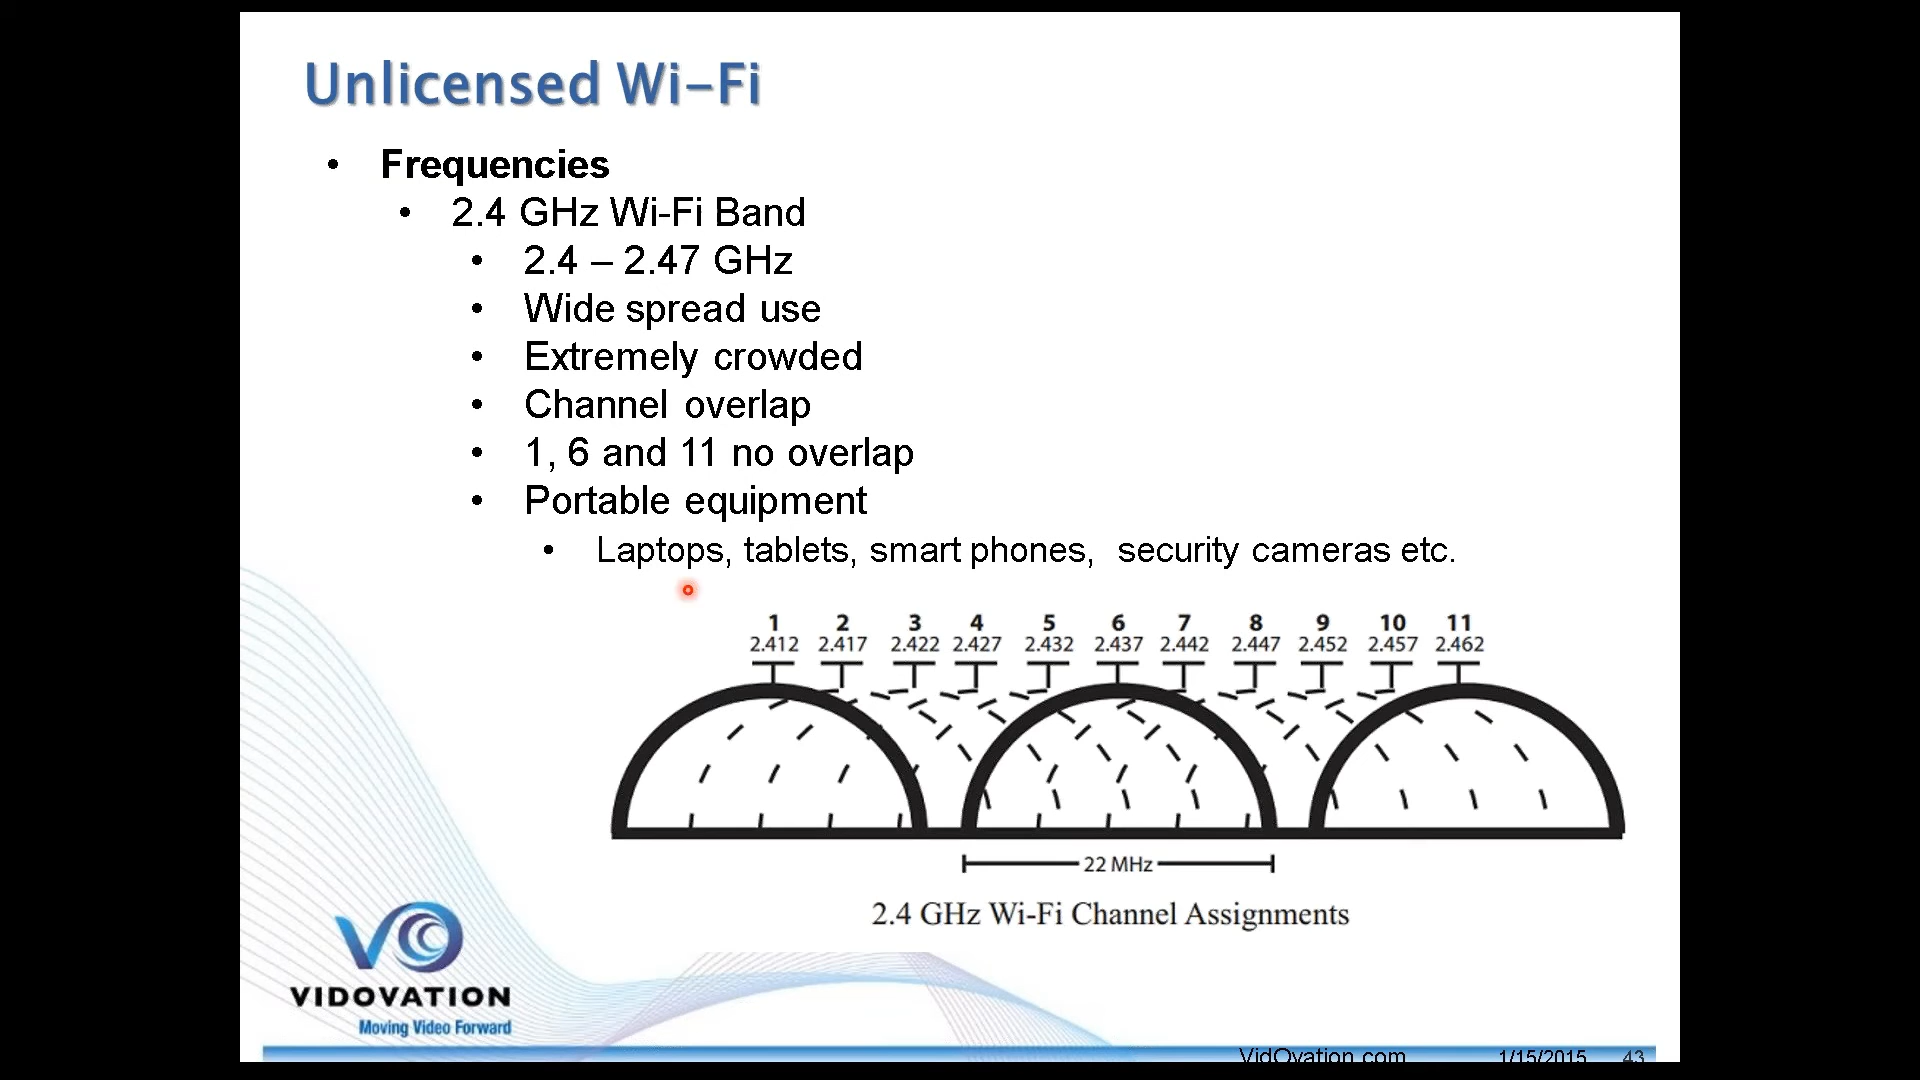 Unlicensed Wi-Fi
• Frequencies
• 2.4 GHz Wi-Fi Band
• 2.4 – 2.47 GHz
• Wide spread use
• Extremely crowded
• Channel overlap
• 1, 6 and 11 no overlap
• Portable equipment
• Laptops, tablets, smart phones, security cameras etc.
1 2 3 4 5 6 7 8 9 10 11
2.412 2.417 2.422 2.427 2.432 2.437 2.442 2.447 2.452 2.457 2.462
22 MHz
2.4 GHz Wi-Fi Channel Assignments
VIDOVATION
Moving Video Forward
VidOvation.com 1/15/2015 43